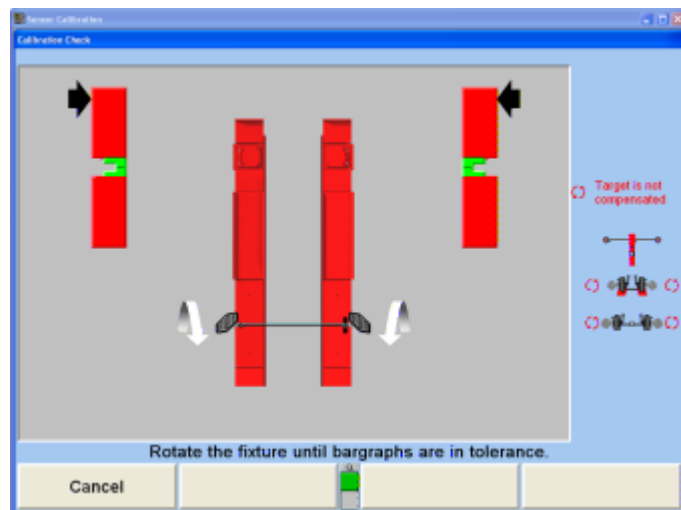 Sensor Calibration
Calibration Check
Target is not
compensated
Rotate the fixture until bargraphs are in tolerance.
Cancel